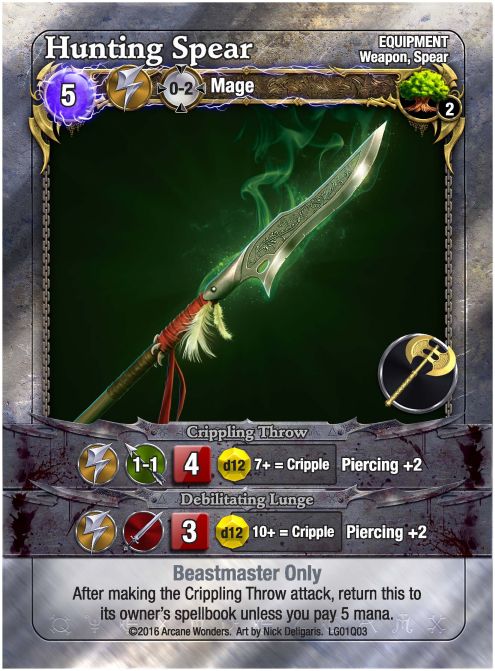 Hunting Spear
EQUIPMENT
Weapon, Spear
5
0-2 Mage
2
Crippling Throw
1-1 4 d12 7+ = Cripple Piercing +2
Debilitating Lunge
3 d12 10+ = Cripple Piercing +2
Beastmaster Only
After making the Crippling Throw attack, return this to
its owner's spellbook unless you pay 5 mana.
©2016 Arcane Wonders. Art by Nick Deligaris. LG01Q03